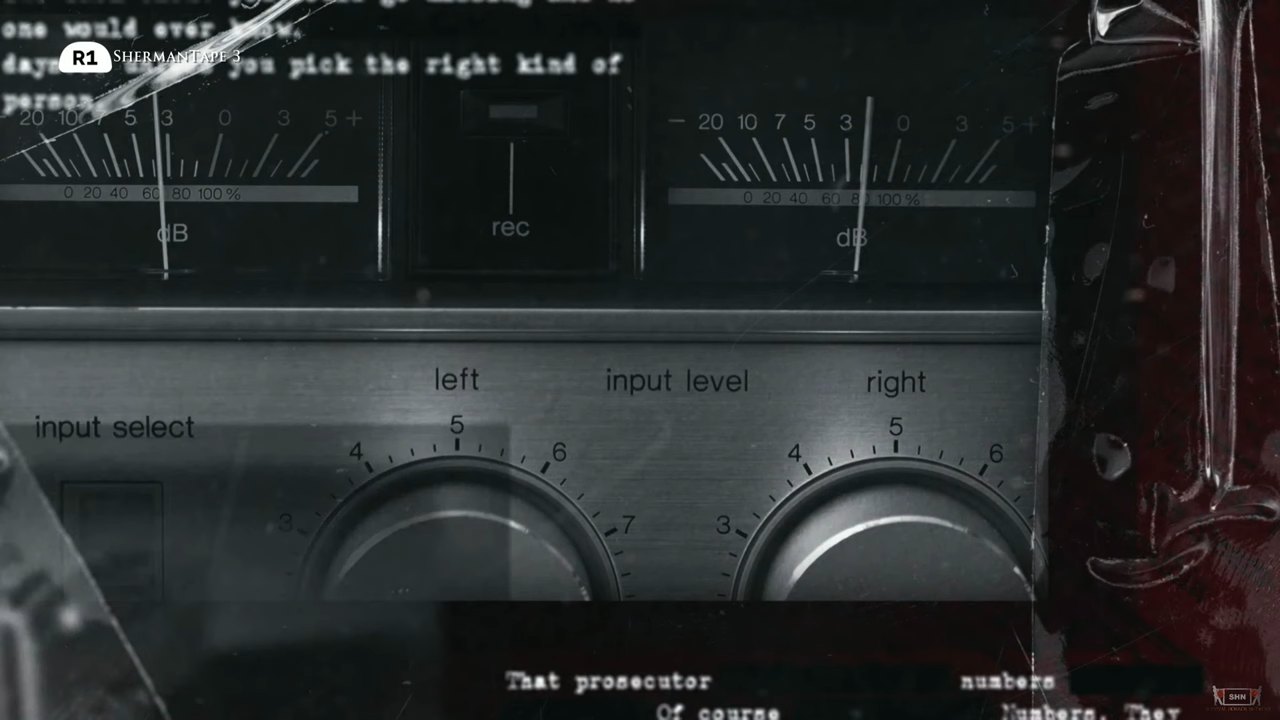 one would ever know.
R1 SHERMANTAPE 3
days you pick the right kind of
person.
20 10 7 5 3 0 3 5 +
− 20 10 7 5 3 0 3 5 +
0 20 40 60 80 100 %
0 20 40 60 80 100 %
dB
rec
dB
left
input level
right
input select
4 5 6
4 5 6
3 7
3
That prosecutor numbers
Of course Numbers. They
SHN